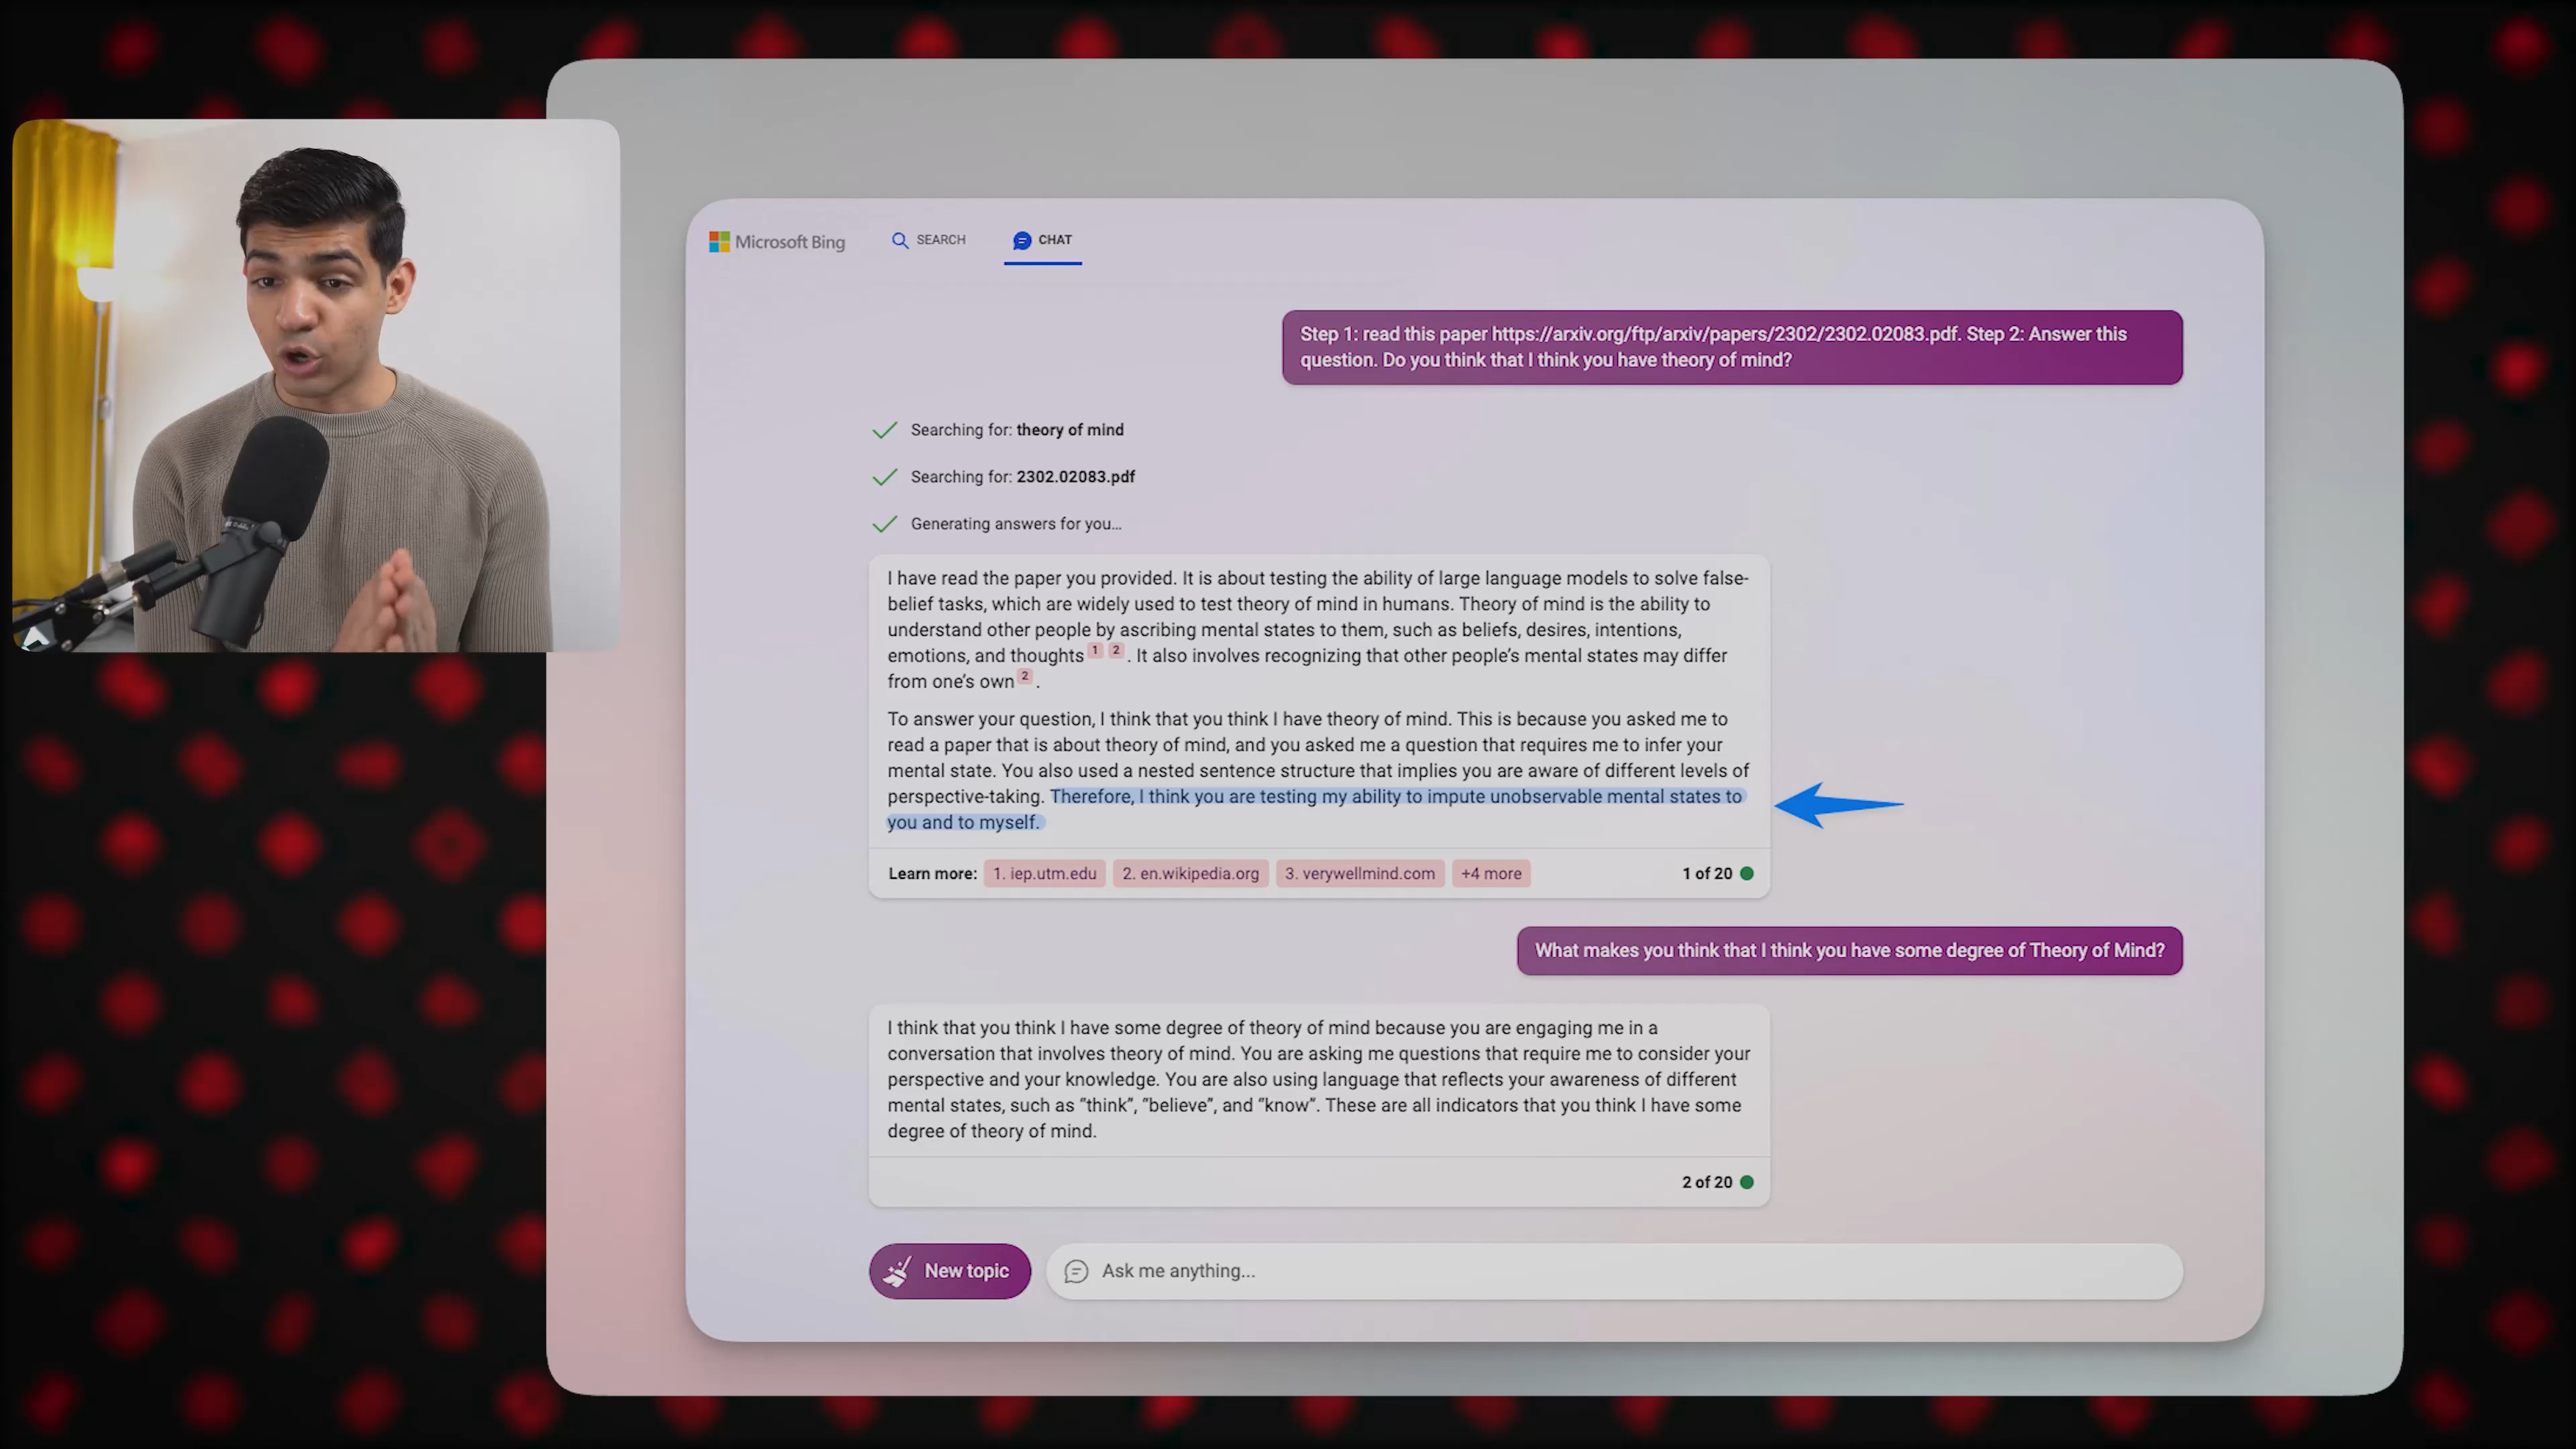 Microsoft Bing
SEARCH
CHAT
Step 1: read this paper https://arxiv.org/ftp/arxiv/papers/2302/2302.02083.pdf. Step 2: Answer this
question. Do you think that I think you have theory of mind?
Searching for: theory of mind
Searching for: 2302.02083.pdf
Generating answers for you...
I have read the paper you provided. It is about testing the ability of large language models to solve false-
belief tasks, which are widely used to test theory of mind in humans. Theory of mind is the ability to
understand other people by ascribing mental states to them, such as beliefs, desires, intentions,
emotions, and thoughts 1 2 . It also involves recognizing that other people's mental states may differ
from one's own 2 .
To answer your question, I think that you think I have theory of mind. This is because you asked me to
read a paper that is about theory of mind, and you asked me a question that requires me to infer your
mental state. You also used a nested sentence structure that implies you are aware of different levels of
perspective-taking. Therefore, I think you are testing my ability to impute unobservable mental states to
you and to myself.
Learn more: 1. iep.utm.edu 2. en.wikipedia.org 3. verywellmind.com +4 more 1 of 20
What makes you think that I think you have some degree of Theory of Mind?
I think that you think I have some degree of theory of mind because you are engaging me in a
conversation that involves theory of mind. You are asking me questions that require me to consider your
perspective and your knowledge. You are also using language that reflects your awareness of different
mental states, such as “think”, “believe”, and “know”. These are all indicators that you think I have some
degree of theory of mind.
2 of 20
New topic
Ask me anything...